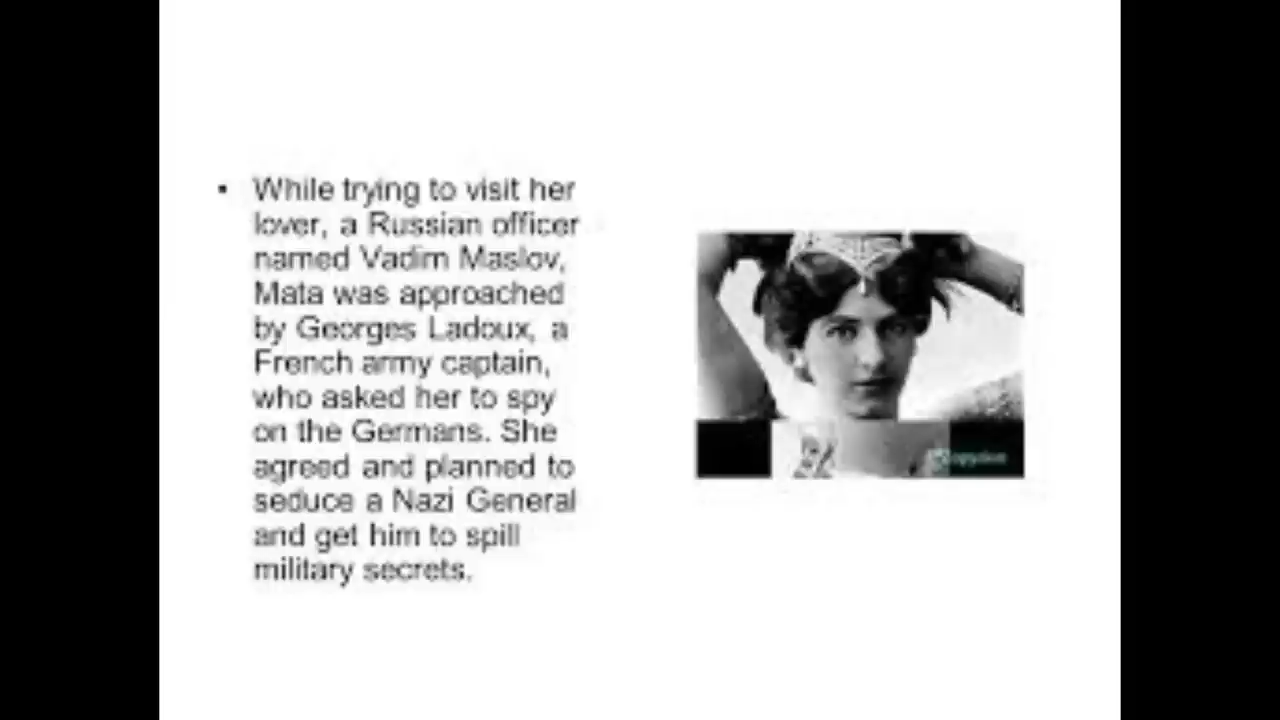 • While trying to visit her
lover, a Russian officer
named Vadim Maslov,
Mata was approached
by Georges Ladoux, a
French army captain,
who asked her to spy
on the Germans. She
agreed and planned to
seduce a Nazi General
and get him to spill
military secrets.